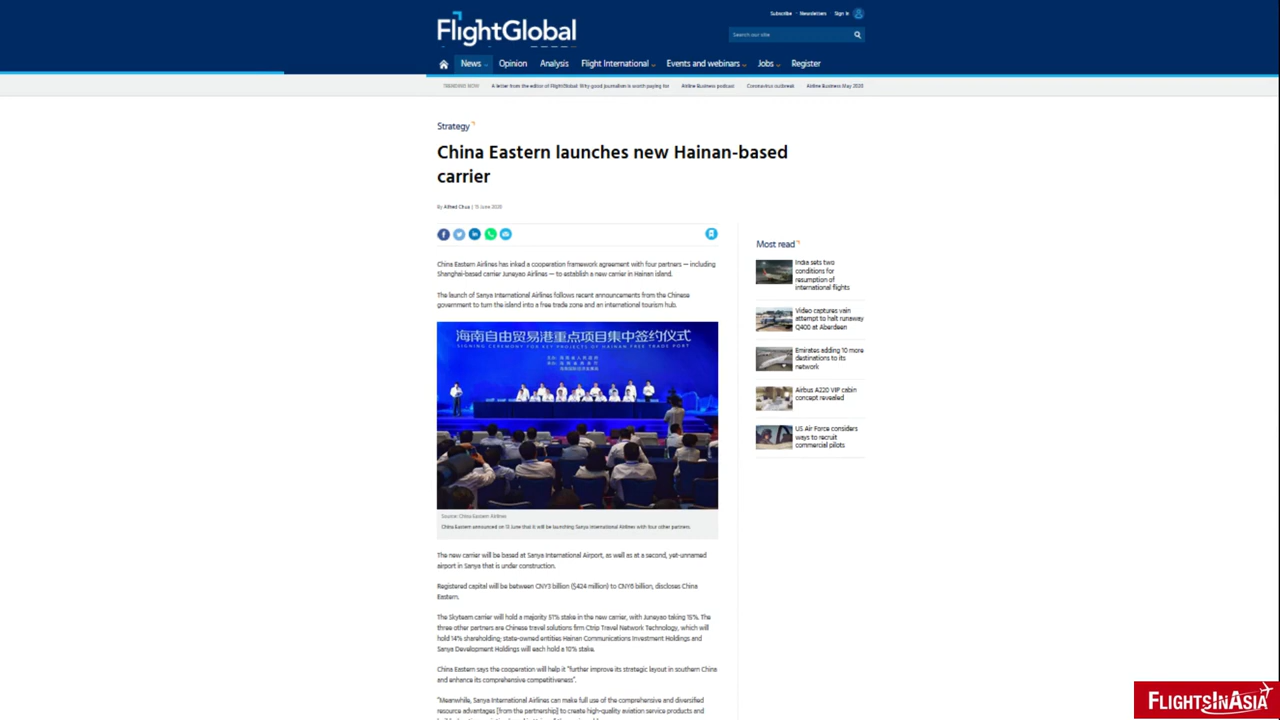 Subscribe
Newsletters
Sign In
FlightGlobal
Search our site
News
Opinion
Analysis
Flight International
Events and webinars
Jobs
Register
TRENDING NOW
A letter from the editor of FlightGlobal: Why good journalism is worth paying for
Airline Business podcast
Coronavirus outbreak
Airline Business May 2020
Strategy
China Eastern launches new Hainan-based
carrier
By Alfred Chua | 15 June 2020
China Eastern Airlines has inked a cooperation framework agreement with four partners — including
Shanghai-based carrier Juneyao Airlines — to establish a new carrier in Hainan island.
The launch of Sanya International Airlines follows recent announcements from the Chinese
government to turn the island into a free trade zone and an international tourism hub.
海南自由贸易港重点项目集中签约仪式
SIGNING CEREMONY FOR KEY PROJECTS OF HAINAN FREE TRADE PORT
Source: China Eastern Airlines
China Eastern announced on 13 June that it will be launching Sanya International Airlines with four other partners.
The new carrier will be based at Sanya International Airport, as well as at a second, yet-unnamed
airport in Sanya that is under construction.
Registered capital will be between CNY3 billion ($424 million) to CNY6 billion, discloses China
Eastern.
The Skyteam carrier will hold a majority 51% stake in the new carrier, with Juneyao taking 15%. The
three other partners are Chinese travel solutions firm Ctrip Travel Network Technology, which will
hold 14% shareholding; state-owned entities Hainan Communications Investment Holdings and
Sanya Development Holdings will each hold a 10% stake.
China Eastern says the cooperation will help it "further improve its strategic layout in southern China
and enhance its comprehensive competitiveness".
"Meanwhile, Sanya International Airlines can make full use of the comprehensive and diversified
resource advantages [from the partnership] to create high-quality aviation service products and
Most read
India sets two
conditions for
resumption of
international flights
Video captures vain
attempt to halt runaway
Q400 at Aberdeen
Emirates adding 10 more
destinations to its
network
Airbus A220 VIP cabin
concept revealed
US Air Force considers
ways to recruit
commercial pilots
FLIGHTSINASIA